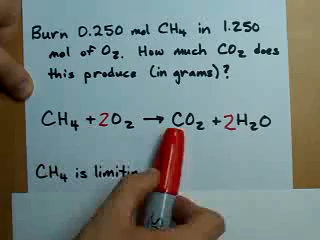 Burn 0.250 mol CH₄ in 1.250
mol of O₂. How much CO₂ does
this produce (in grams)?
CH₄ + 2O₂ → CO₂ + 2H₂O
CH₄ is limitin